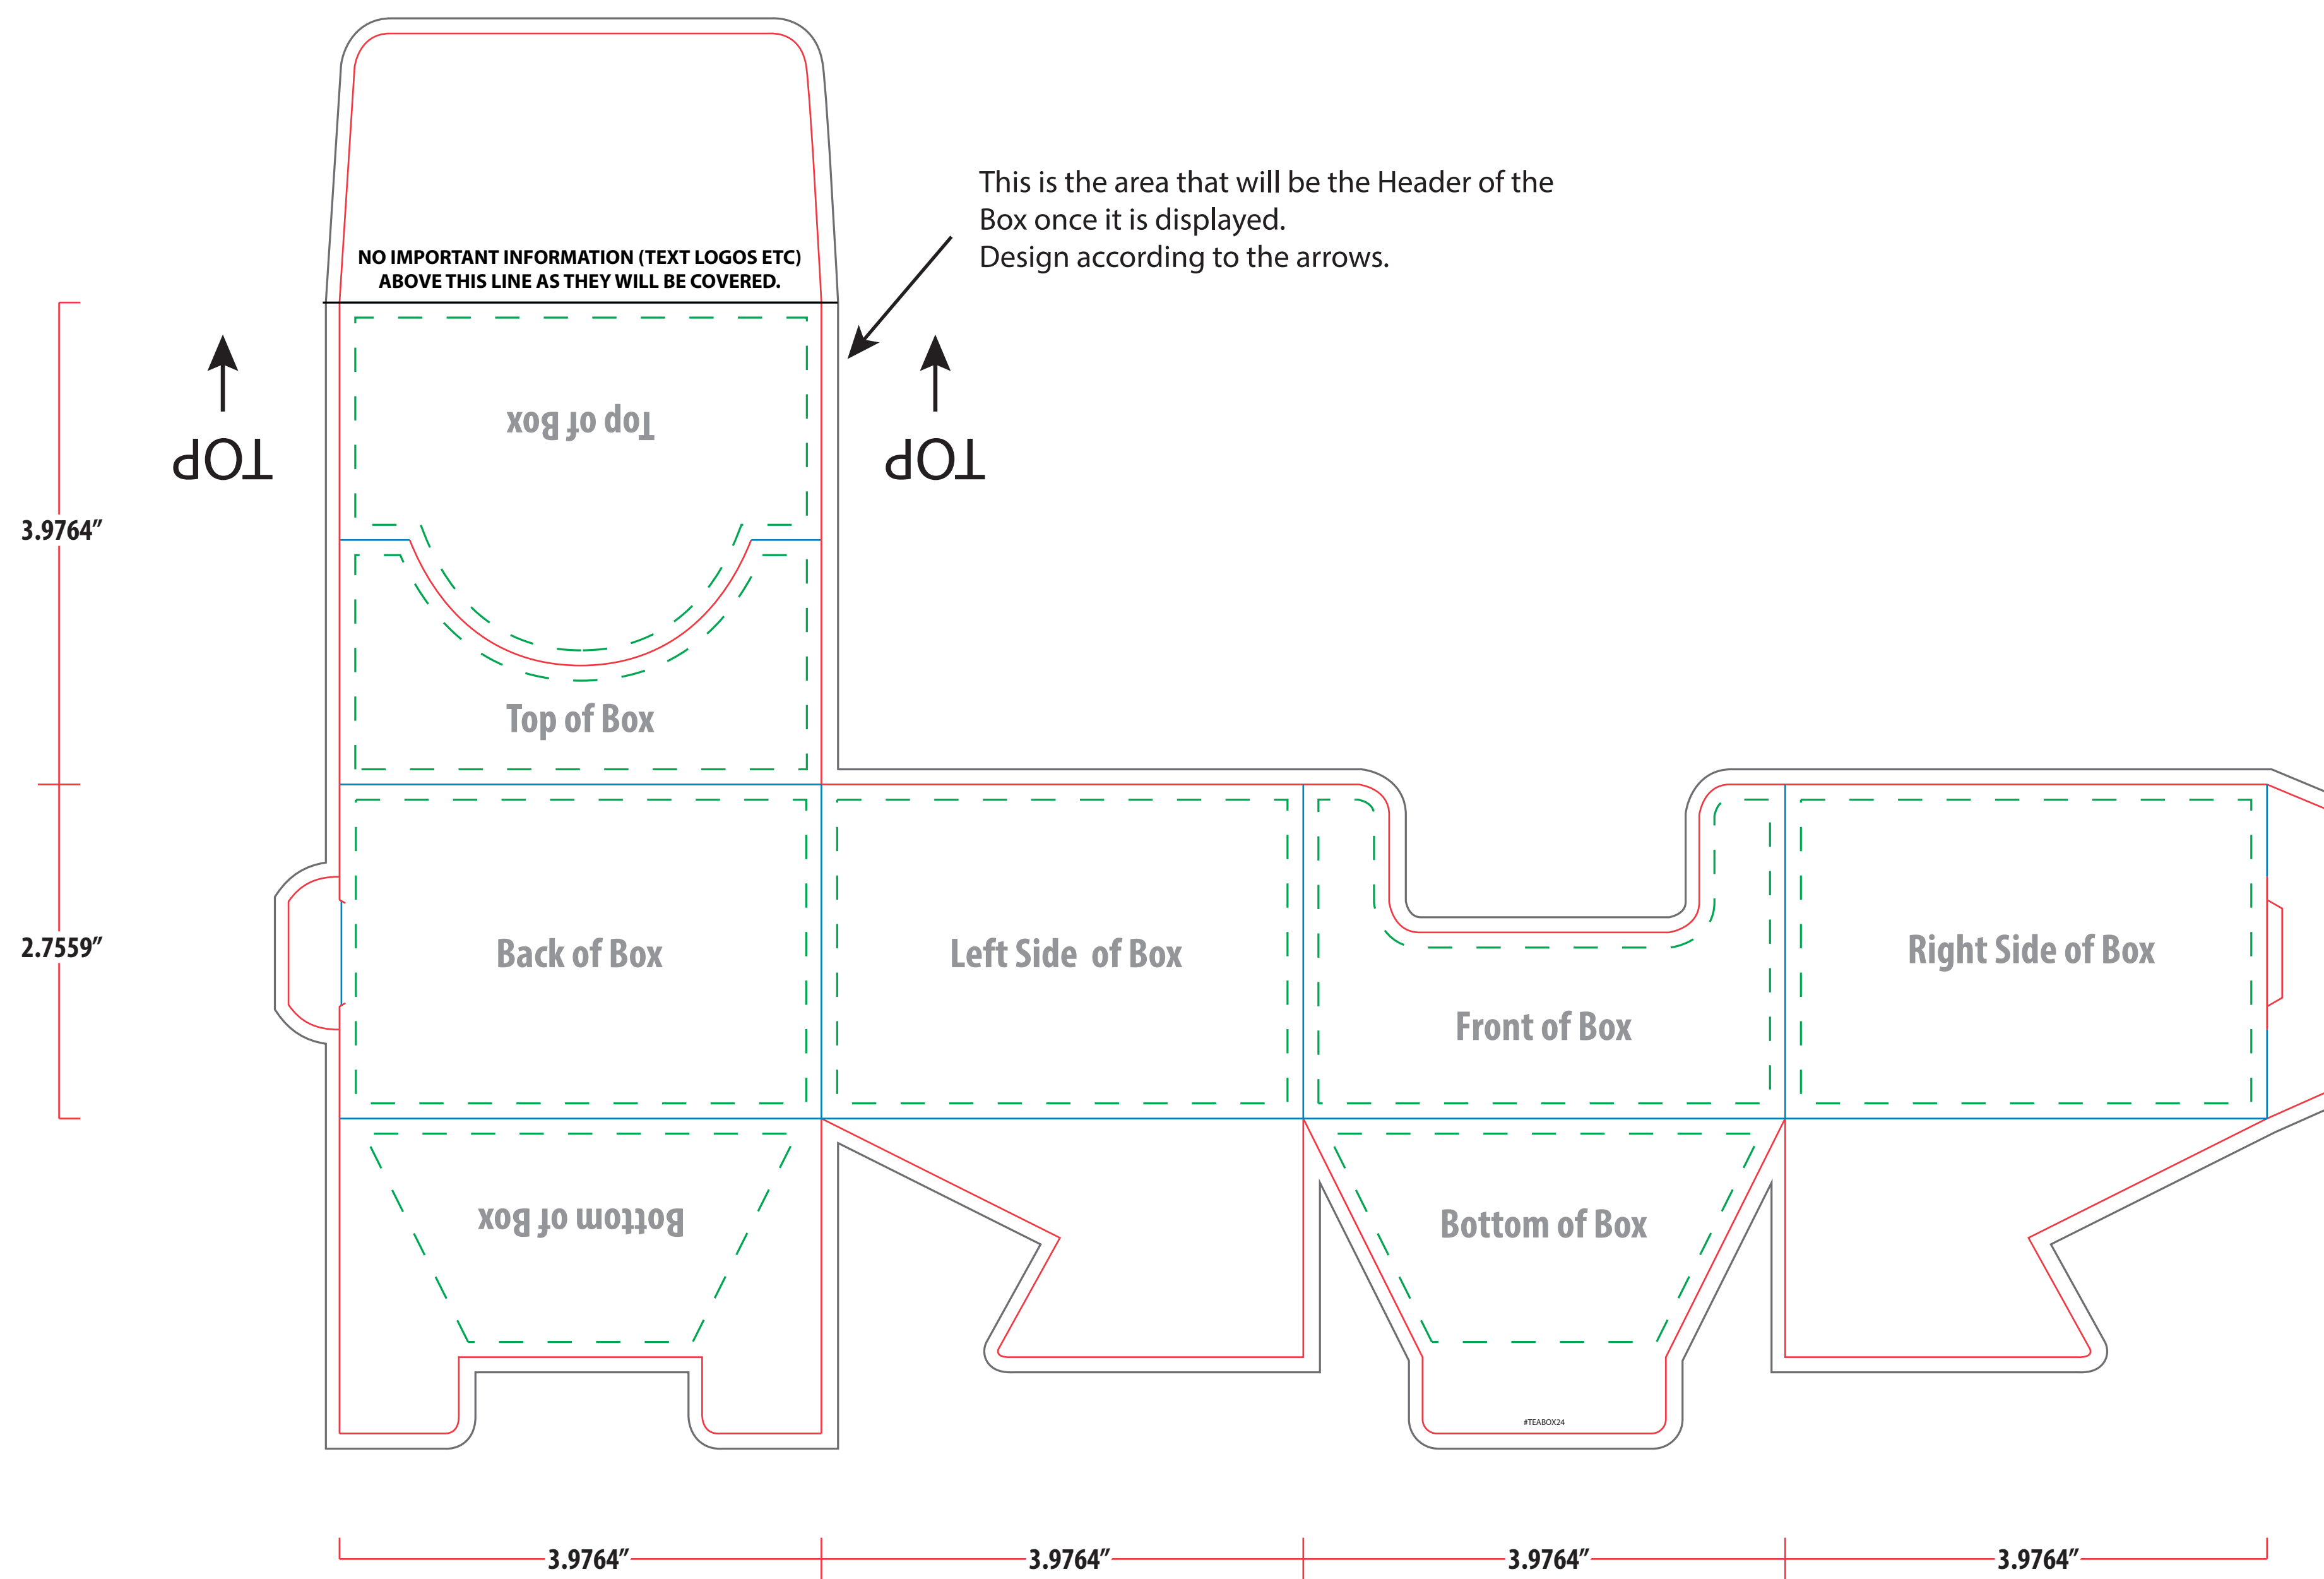 This is the area that will be the Header of the
Box once it is displayed.
Design according to the arrows.
NO IMPORTANT INFORMATION (TEXT LOGOS ETC)
ABOVE THIS LINE AS THEY WILL BE COVERED.
Top of Box
TOP
TOP
3.9764”
Top of Box
2.7559”
Back of Box
Left Side of Box
Front of Box
Right Side of Box
Bottom of Box
Bottom of Box
#TEABOX24
3.9764”
3.9764”
3.9764”
3.9764”